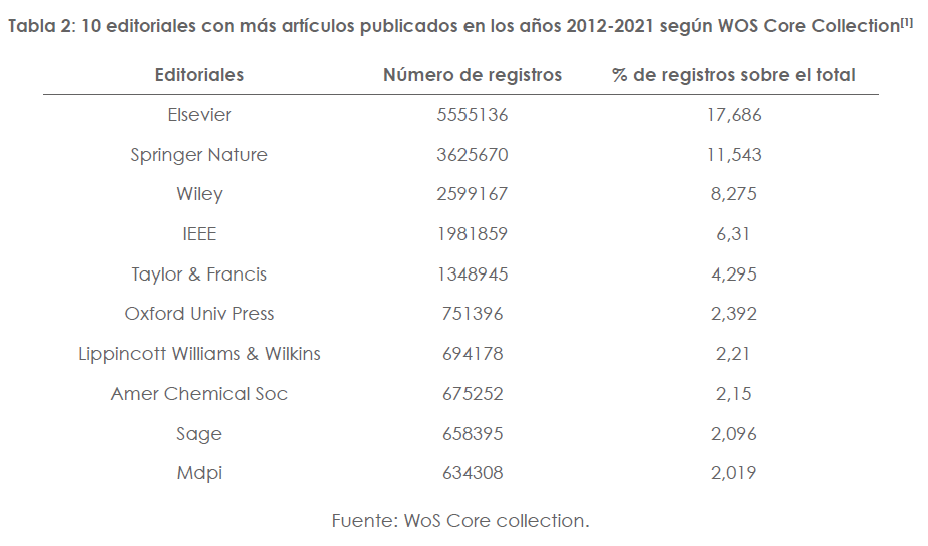 Tabla 2: 10 editoriales con más artículos publicados en los años 2012-2021 según WOS Core Collection[1]
Editoriales Número de registros % de registros sobre el total
Elsevier 5555136 17,686
Springer Nature 3625670 11,543
Wiley 2599167 8,275
IEEE 1981859 6,31
Taylor & Francis 1348945 4,295
Oxford Univ Press 751396 2,392
Lippincott Williams & Wilkins 694178 2,21
Amer Chemical Soc 675252 2,15
Sage 658395 2,096
Mdpi 634308 2,019
Fuente: WoS Core collection.